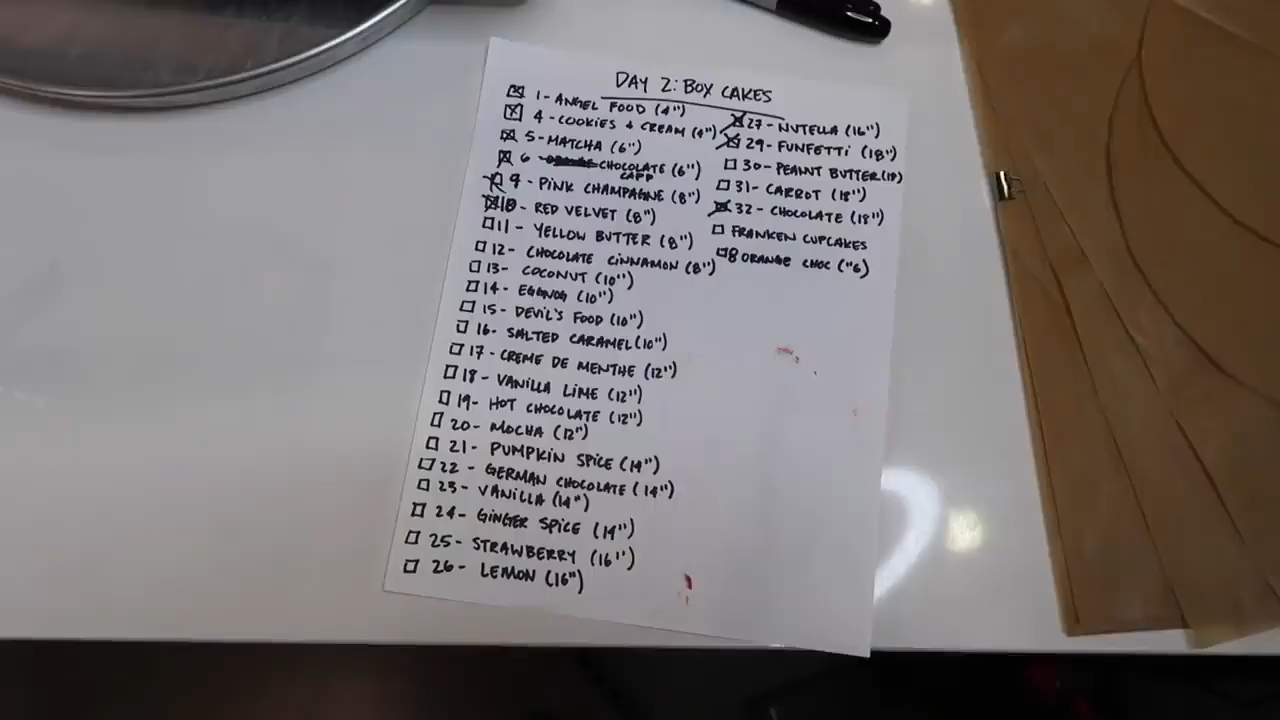 DAY 2: BOX CAKES
1- ANGEL FOOD (4")
4- COOKIES & CREAM (4")
5- MATCHA (6")
6- CHOCOLATE (6")
CAPP
9- PINK CHAMPAGNE (8")
10- RED VELVET (8")
11- YELLOW BUTTER (8")
12- CHOCOLATE CINNAMON (8")
13- COCONUT (10")
14- EGGNOG (10")
15- DEVIL'S FOOD (10")
16- SALTED CARAMEL (10")
17- CREME DE MENTHE (12")
18- VANILLA LIME (12")
19- HOT CHOCOLATE (12")
20- MOCHA (12")
21- PUMPKIN SPICE (14")
22- GERMAN CHOCOLATE (14")
23- VANILLA (14")
24- GINGER SPICE (14")
25- STRAWBERRY (16")
26- LEMON (16")
27- NUTELLA (16")
29- FUNFETTI (18")
30- PEANUT BUTTER (18)
31- CARROT (18")
32- CHOCOLATE (18")
FRANKEN CUPCAKES
8 ORANGE CHOC ("6)